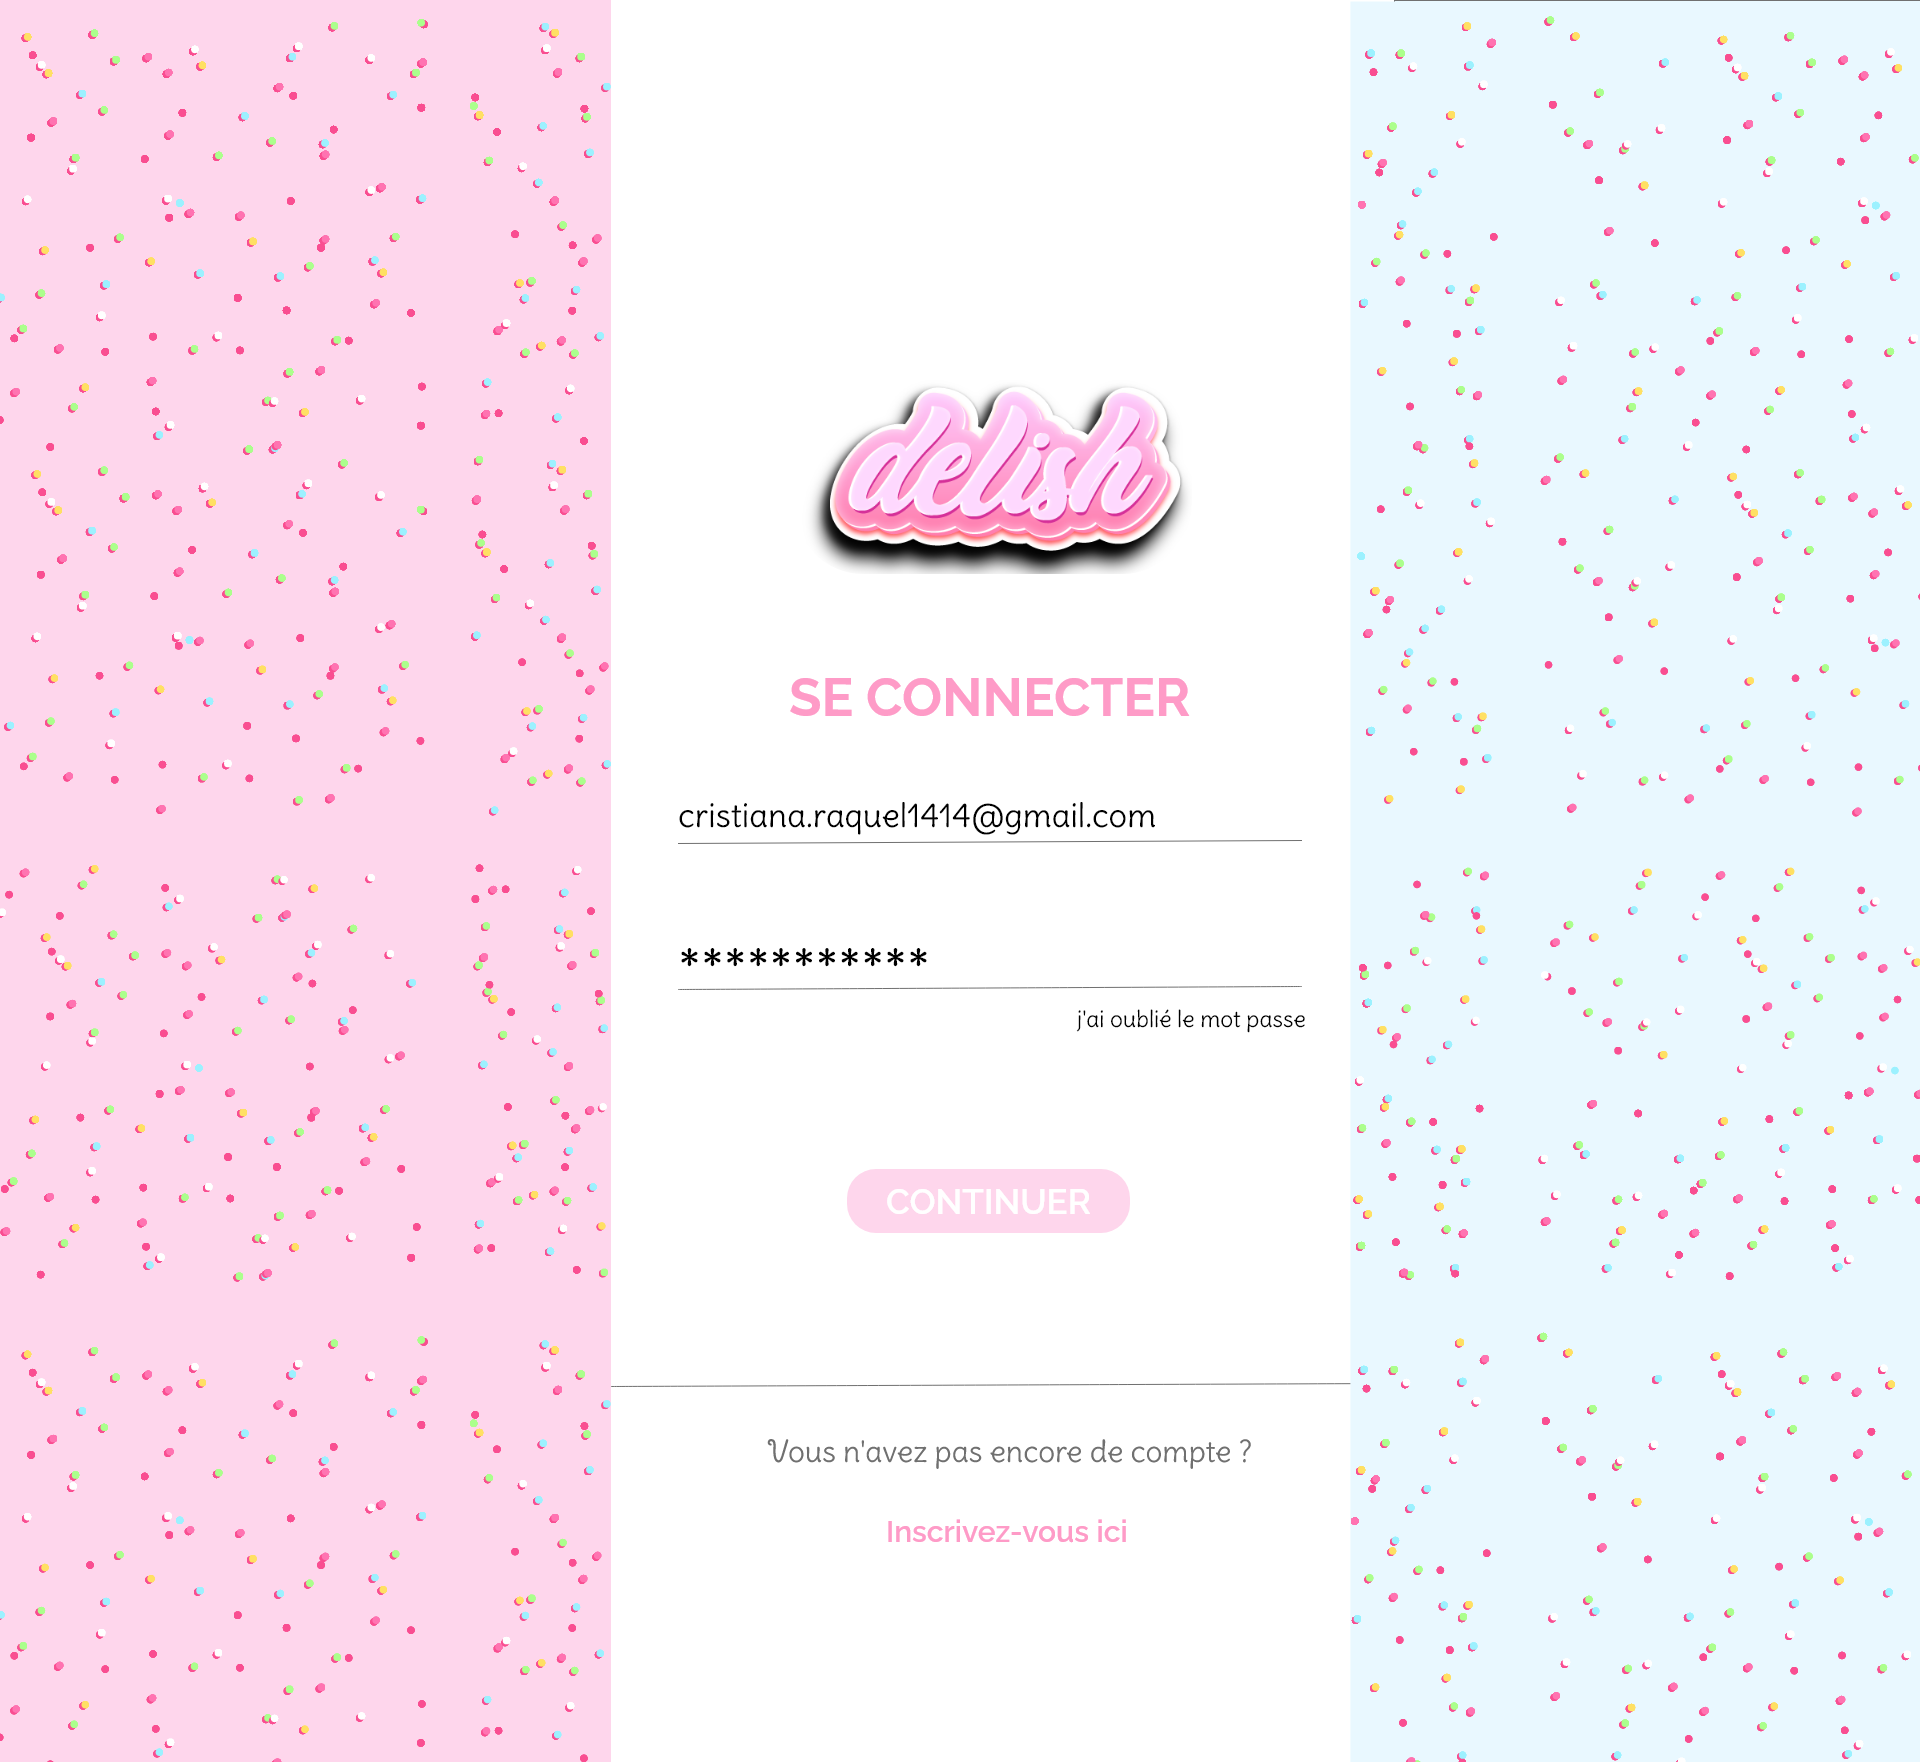 delish
SE CONNECTER
cristiana.raquel1414@gmail.com
***********
j'ai oublié le mot passe
CONTINUER
Vous n'avez pas encore de compte ?
Inscrivez-vous ici